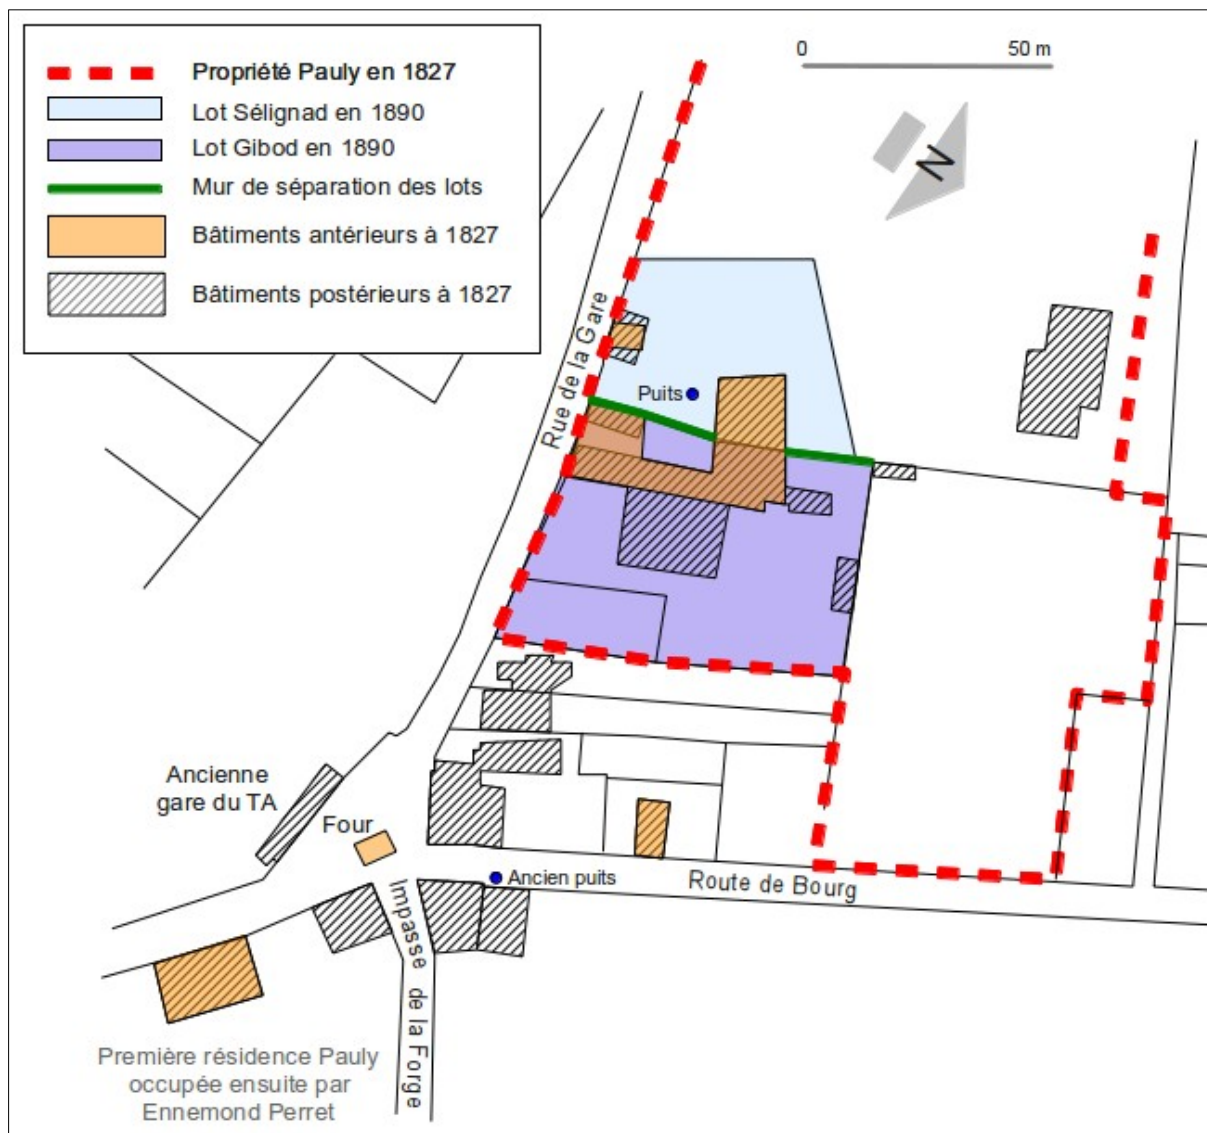 Propriété Pauly en 1827
Lot Sélignad en 1890
Lot Gibod en 1890
Mur de séparation des lots
Bâtiments antérieurs à 1827
Bâtiments postérieurs à 1827
0 50 m
N
Rue de la Gare
Puits
Ancienne
gare du TA
Four
Ancien puits
Route de Bourg
Impasse de la Forge
Première résidence Pauly
occupée ensuite par
Ennemond Perret